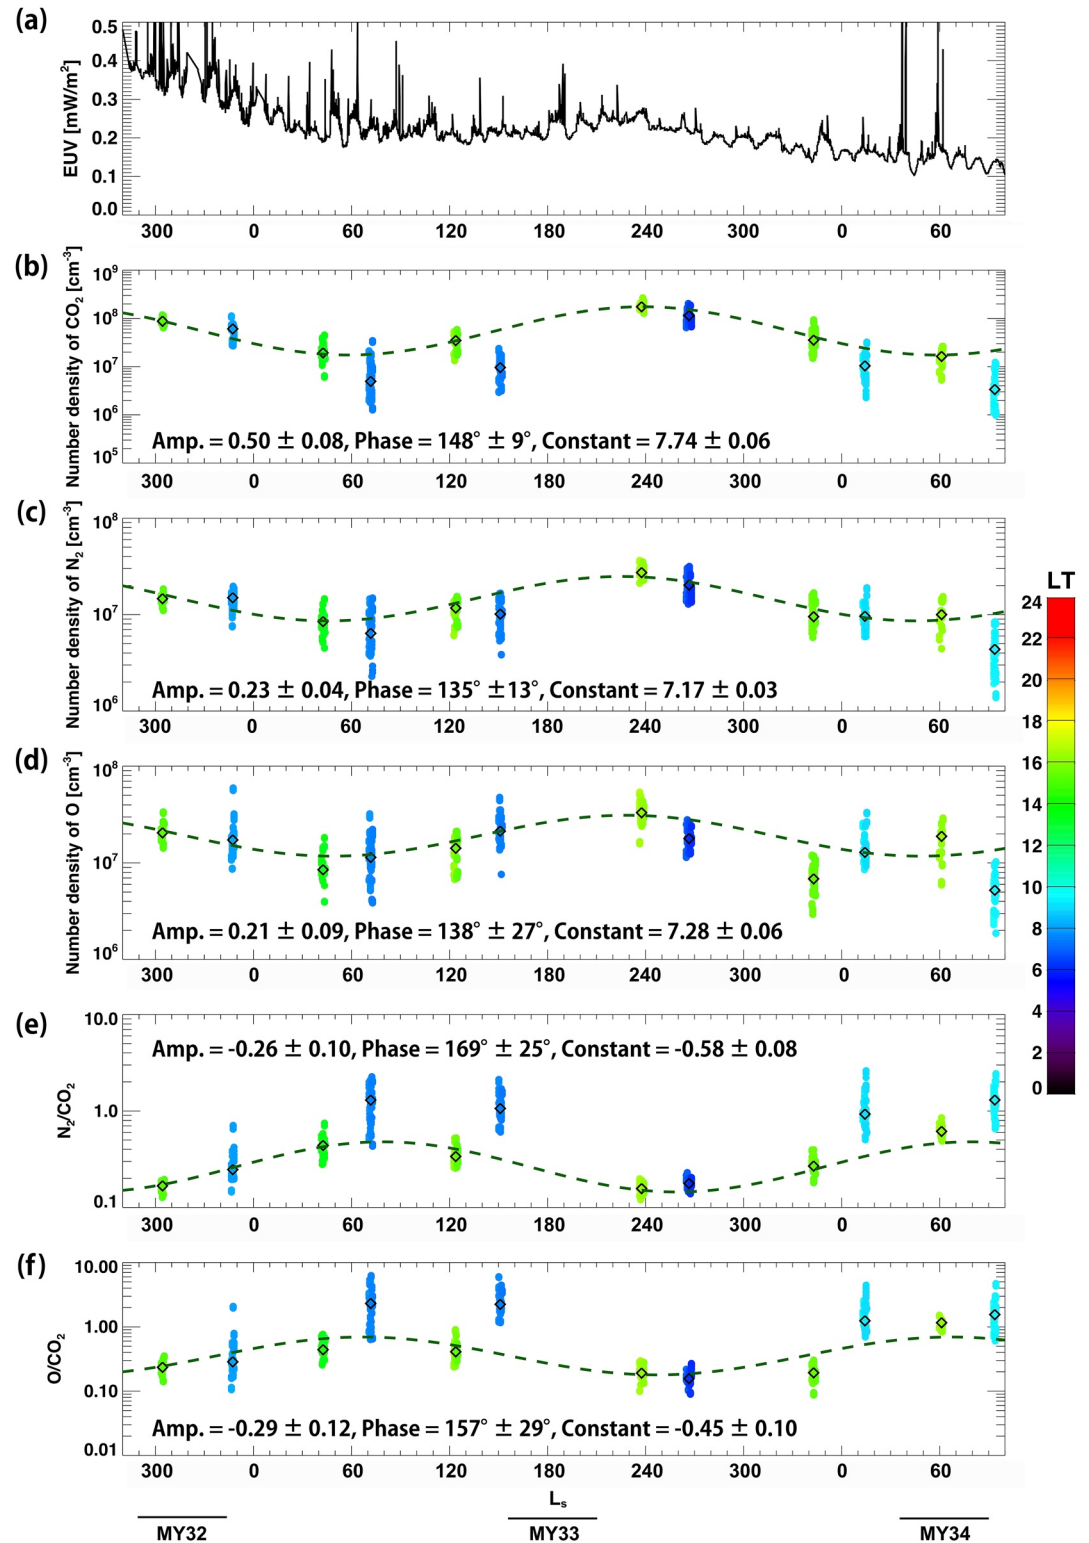 (a)
EUV [mW/m²]
0.5
0.4
0.3
0.2
0.1
0.0
300 0 60 120 180 240 300 0 60
(b)
Number density of CO₂ [cm⁻³]
10⁹
10⁸
10⁷
10⁶
10⁵
Amp. = 0.50 ± 0.08, Phase = 148° ± 9°, Constant = 7.74 ± 0.06
300 0 60 120 180 240 300 0 60
(c)
Number density of N₂ [cm⁻³]
10⁸
10⁷
10⁶
Amp. = 0.23 ± 0.04, Phase = 135° ±13°, Constant = 7.17 ± 0.03
300 0 60 120 180 240 300 0 60
(d)
Number density of O [cm⁻³]
10⁸
10⁷
10⁶
Amp. = 0.21 ± 0.09, Phase = 138° ± 27°, Constant = 7.28 ± 0.06
300 0 60 120 180 240 300 0 60
(e)
N₂/CO₂
10.0
1.0
0.1
Amp. = -0.26 ± 0.10, Phase = 169° ± 25°, Constant = -0.58 ± 0.08
300 0 60 120 180 240 300 0 60
(f)
O/CO₂
10.00
1.00
0.10
0.01
Amp. = -0.29 ± 0.12, Phase = 157° ± 29°, Constant = -0.45 ± 0.10
300 0 60 120 180 240 300 0 60
Lₛ
MY32 MY33 MY34
LT
24
22
20
18
16
14
12
10
8
6
4
2
0